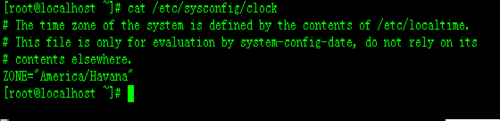 [root@localhost ~]# cat /etc/sysconfig/clock
# The time zone of the system is defined by the contents of /etc/localtime.
# This file is only for evaluation by system-config-date, do not rely on its
# contents elsewhere.
ZONE="America/Havana"
[root@localhost ~]#